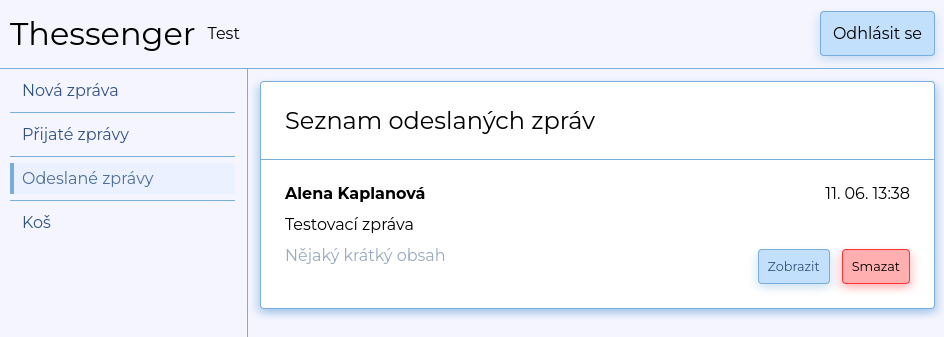 Thessenger Test
Odhlásit se
Nová zpráva
Přijaté zprávy
Odeslané zprávy
Koš
Seznam odeslaných zpráv
Alena Kaplanová 11. 06. 13:38
Testovací zpráva
Nějaký krátký obsah
Zobrazit Smazat